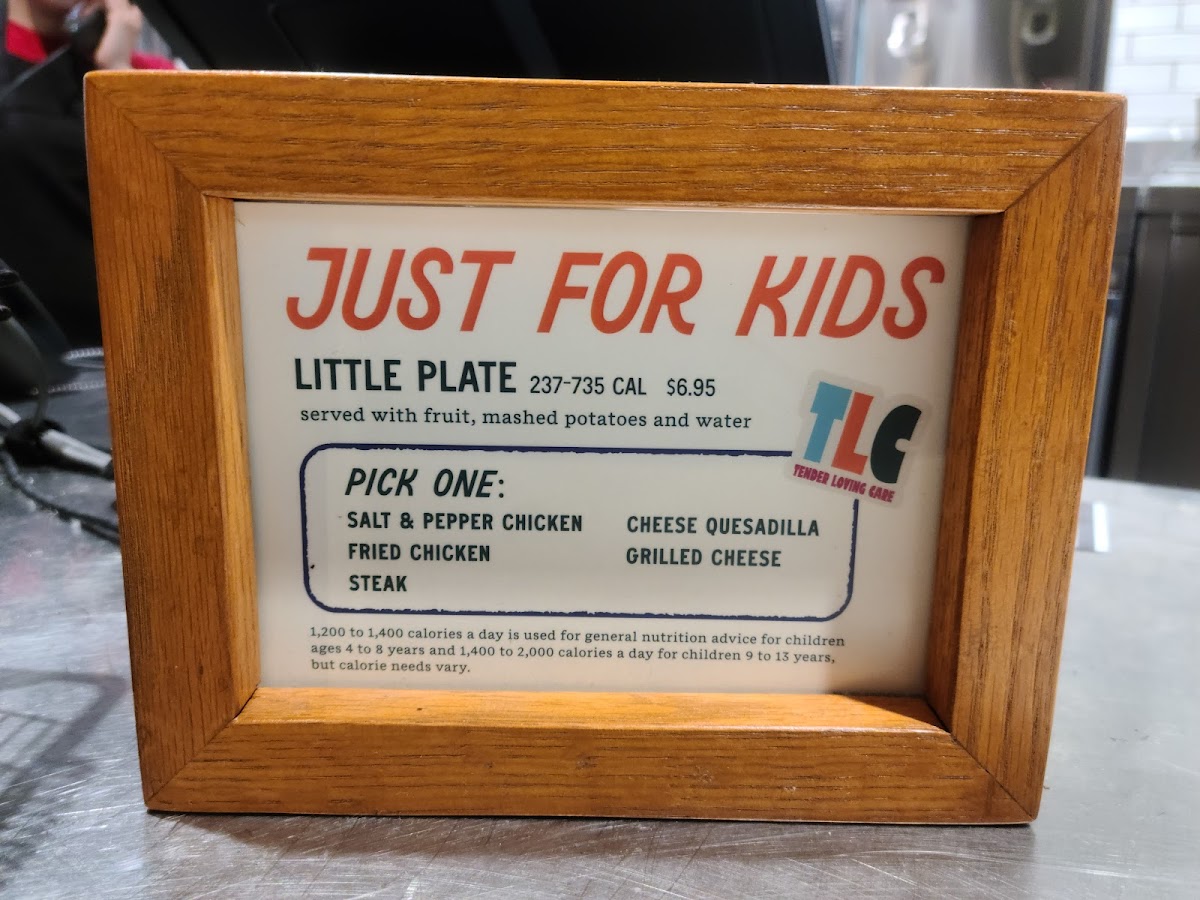 JUST FOR KIDS
LITTLE PLATE 237-735 CAL $6.95
served with fruit, mashed potatoes and water
TLC
TENDER LOVING CARE
PICK ONE:
SALT & PEPPER CHICKEN
FRIED CHICKEN
STEAK
CHEESE QUESADILLA
GRILLED CHEESE
1,200 to 1,400 calories a day is used for general nutrition advice for children
ages 4 to 8 years and 1,400 to 2,000 calories a day for children 9 to 13 years,
but calorie needs vary.